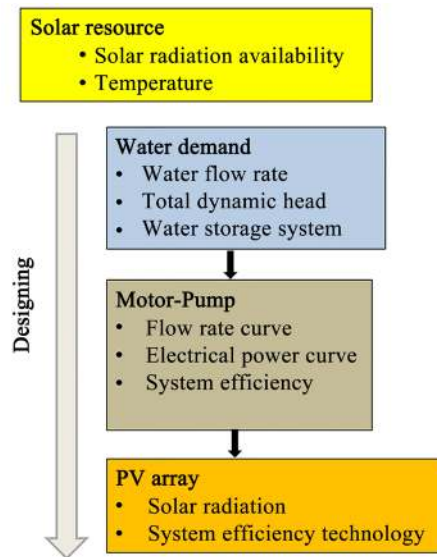 Solar resource
• Solar radiation availability
• Temperature
Designing
Water demand
• Water flow rate
• Total dynamic head
• Water storage system
Motor-Pump
• Flow rate curve
• Electrical power curve
• System efficiency
PV array
• Solar radiation
• System efficiency technology